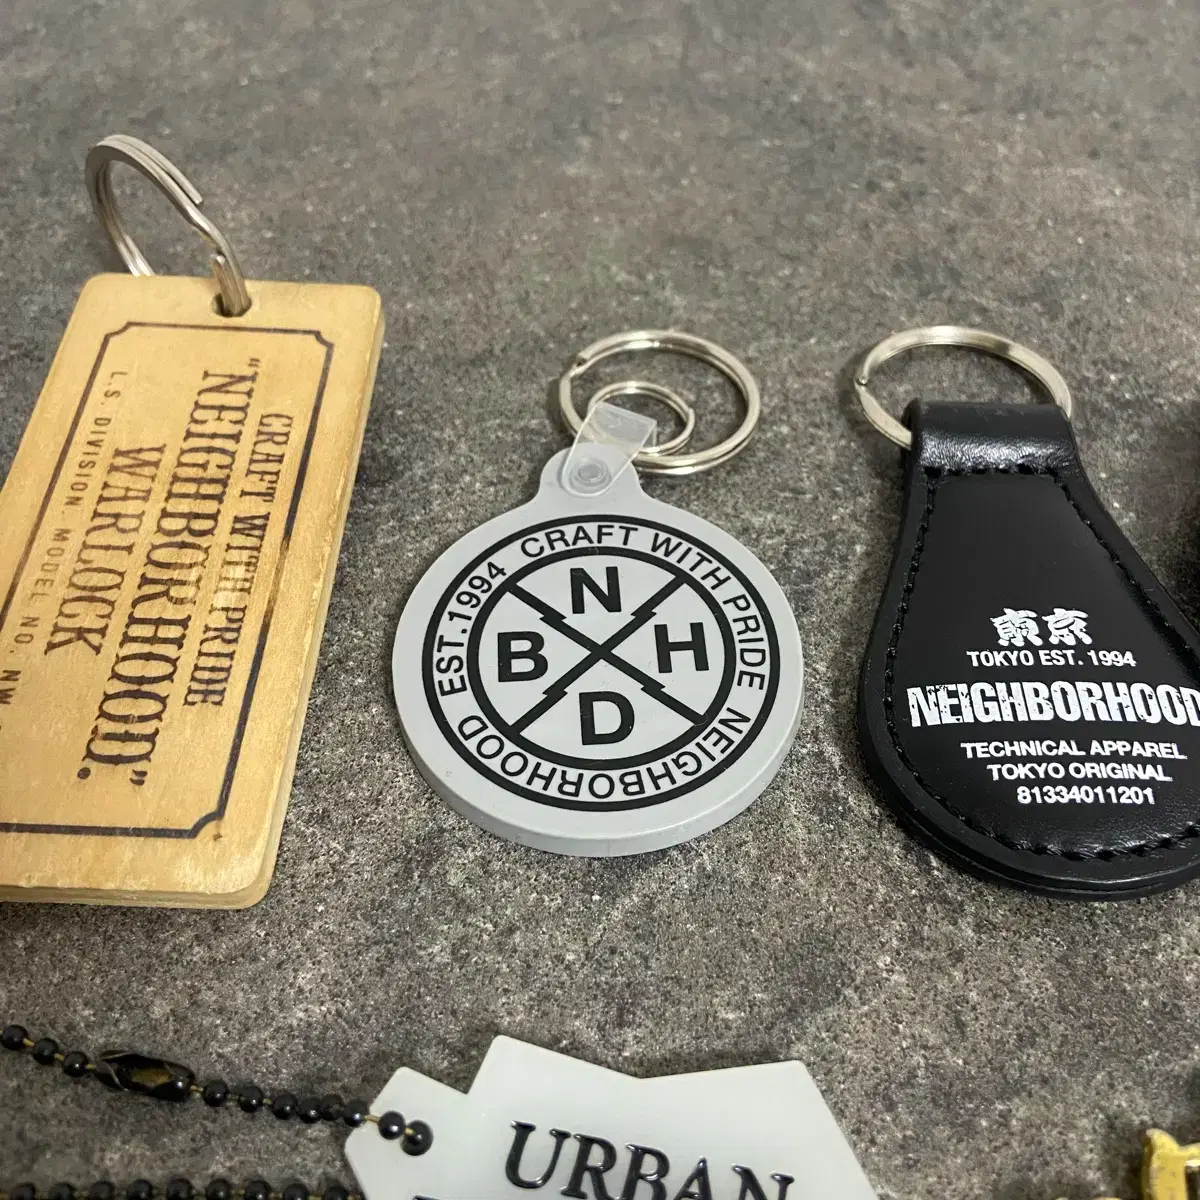 CRAFT WITH PRIDE
"NEIGHBORHOOD"
WARLOCK
L.S. DIVISION. MODEL NO. NW
EST.1994 CRAFT WITH PRIDE NEIGHBORHOOD
N
B H
D
東京
TOKYO EST. 1994
NEIGHBORHOOD
TECHNICAL APPAREL
TOKYO ORIGINAL
81334011201
URBAN